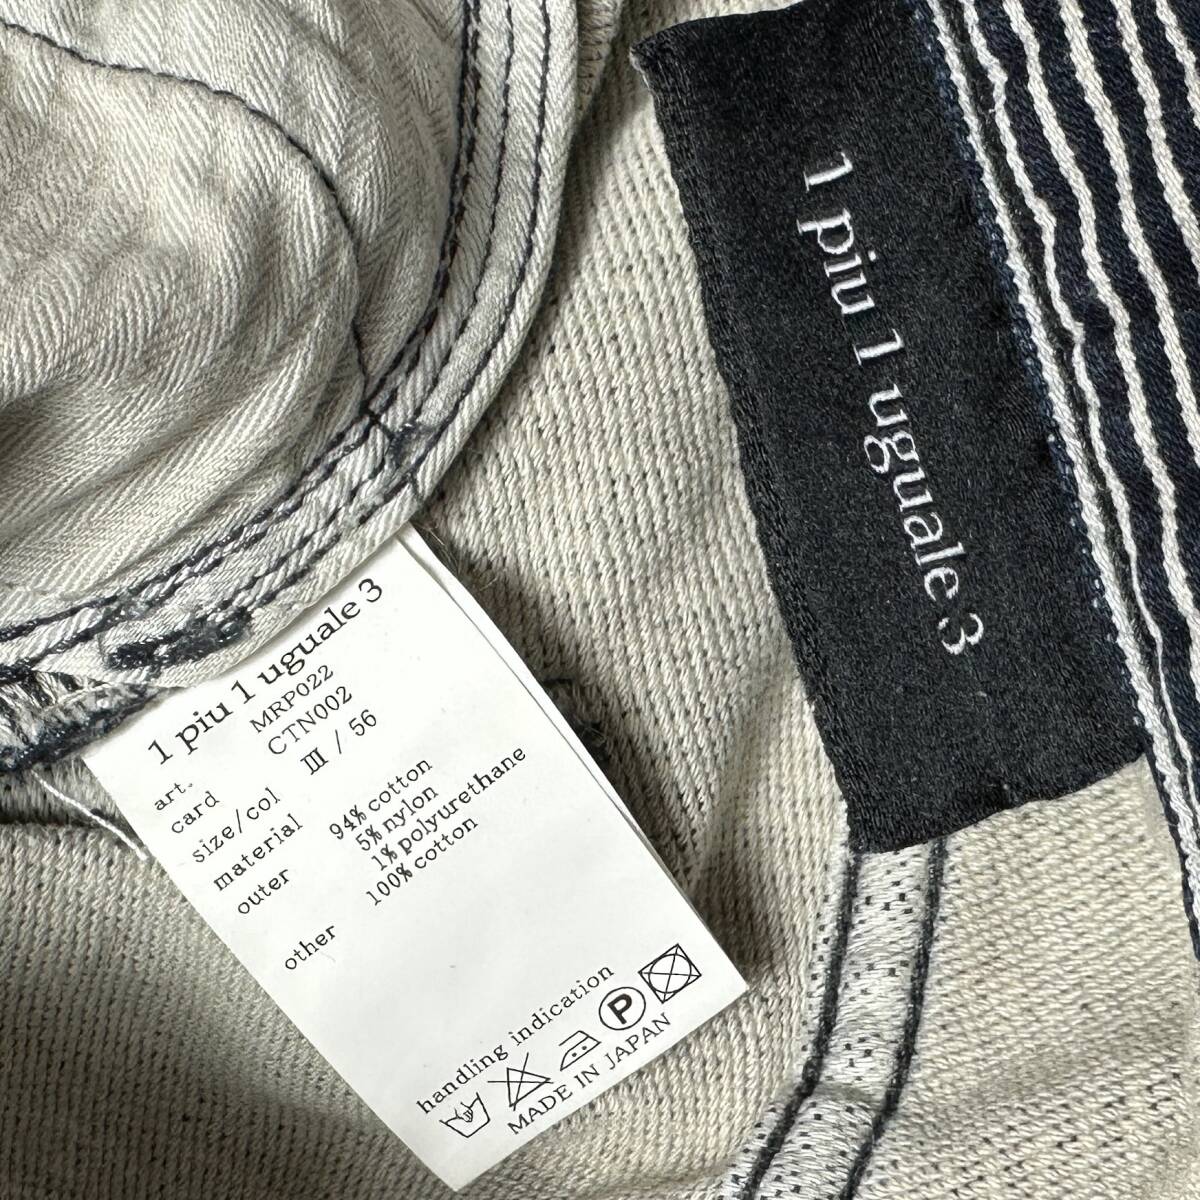 1 piu 1 uguale 3
1 piu 1 uguale 3
art. MRP022
card CTN002
size/col III / 56
material
outer 94% cotton
5% nylon
1% polyurethane
other 100% cotton
handling indication
P
MADE IN JAPAN